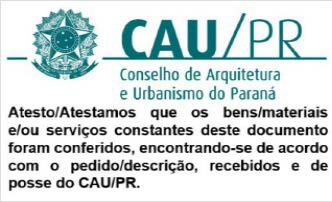 CAU/PR
Conselho de Arquitetura
e Urbanismo do Paraná
Atesto/Atestamos que os bens/materiais
e/ou serviços constantes deste documento
foram conferidos, encontrando-se de acordo
com o pedido/descrição, recebidos e de
posse do CAU/PR.